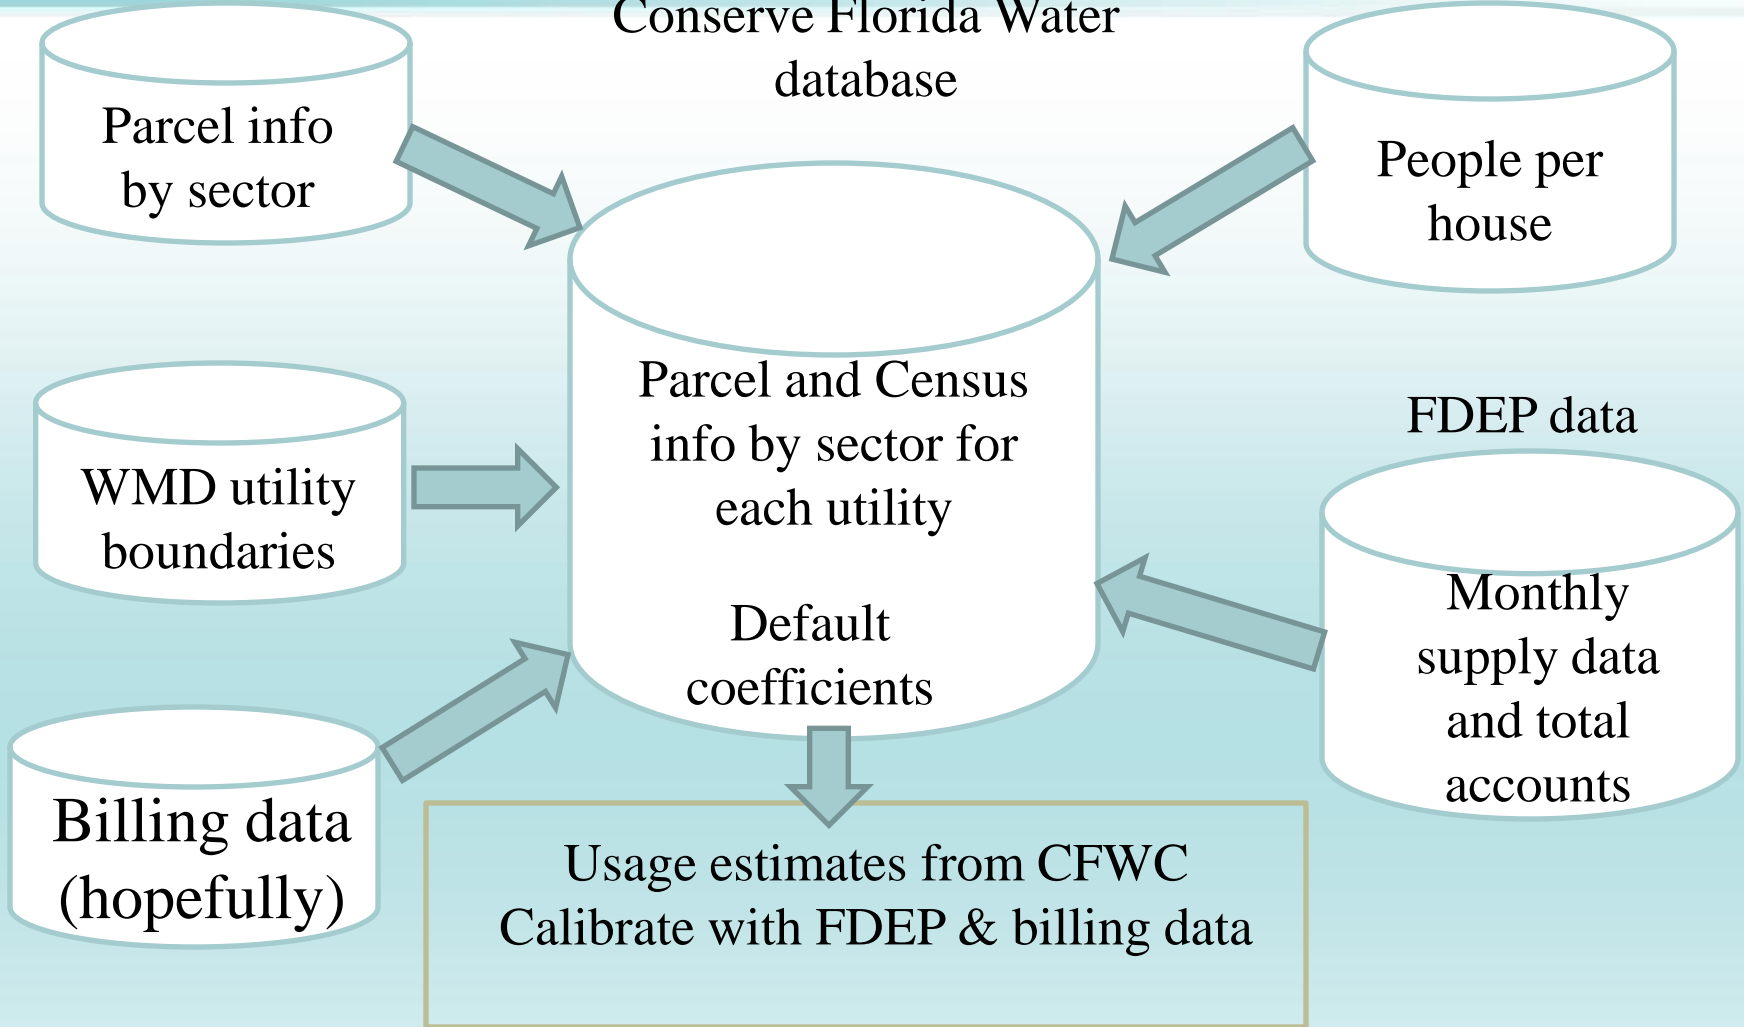 Conserve Florida Water
database
Parcel info
by sector
People per
house
Parcel and Census
info by sector for
each utility
Default
coefficients
WMD utility
boundaries
FDEP data
Monthly
supply data
and total
accounts
Billing data
(hopefully)
Usage estimates from CFWC
Calibrate with FDEP & billing data